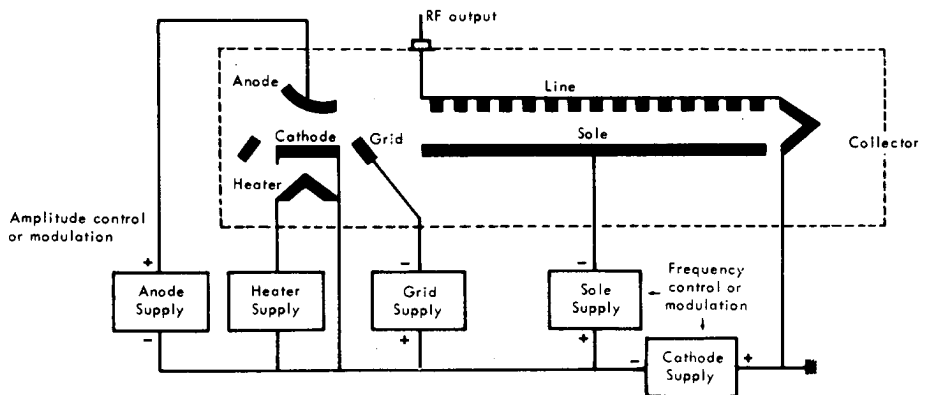 RF output
Anode
Line
Cathode
Grid
Sole
Collector
Heater
Amplitude control
or modulation
+
−
−
Frequency
control or
modulation
Anode
Supply
Heater
Supply
Grid
Supply
Sole
Supply
−
+
+
−
+
Cathode
Supply